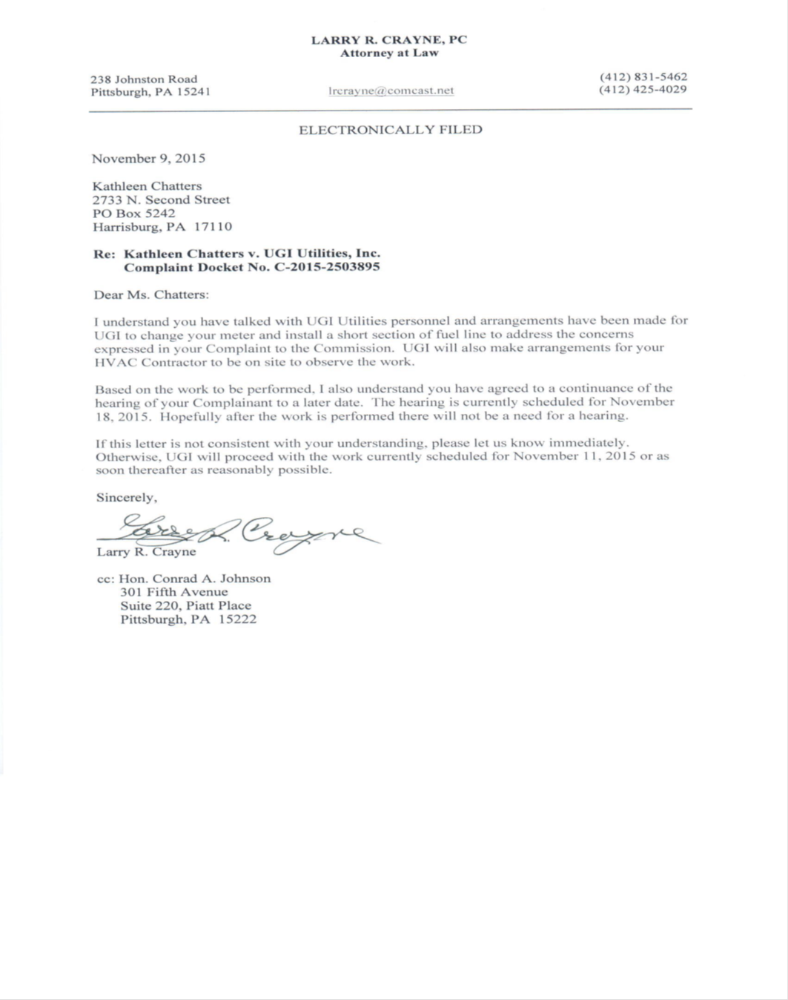 LARRY R. CRAYNE, PC
Attorney at Law
238 Johnston Road
Pittsburgh, PA 15241
lrcrayne@comcast.net
(412) 831-5462
(412) 425-4029
ELECTRONICALLY FILED
November 9, 2015
Kathleen Chatters
2733 N. Second Street
PO Box 5242
Harrisburg, PA 17110
Re: Kathleen Chatters v. UGI Utilities, Inc.
Complaint Docket No. C-2015-2503895
Dear Ms. Chatters:
I understand you have talked with UGI Utilities personnel and arrangements have been made for
UGI to change your meter and install a short section of fuel line to address the concerns
expressed in your Complaint to the Commission. UGI will also make arrangements for your
HVAC Contractor to be on site to observe the work.
Based on the work to be performed, I also understand you have agreed to a continuance of the
hearing of your Complainant to a later date. The hearing is currently scheduled for November
18, 2015. Hopefully after the work is performed there will not be a need for a hearing.
If this letter is not consistent with your understanding, please let us know immediately.
Otherwise, UGI will proceed with the work currently scheduled for November 11, 2015 or as
soon thereafter as reasonably possible.
Sincerely,
Larry R. Crayne
Larry R. Crayne
cc: Hon. Conrad A. Johnson
301 Fifth Avenue
Suite 220, Piatt Place
Pittsburgh, PA 15222